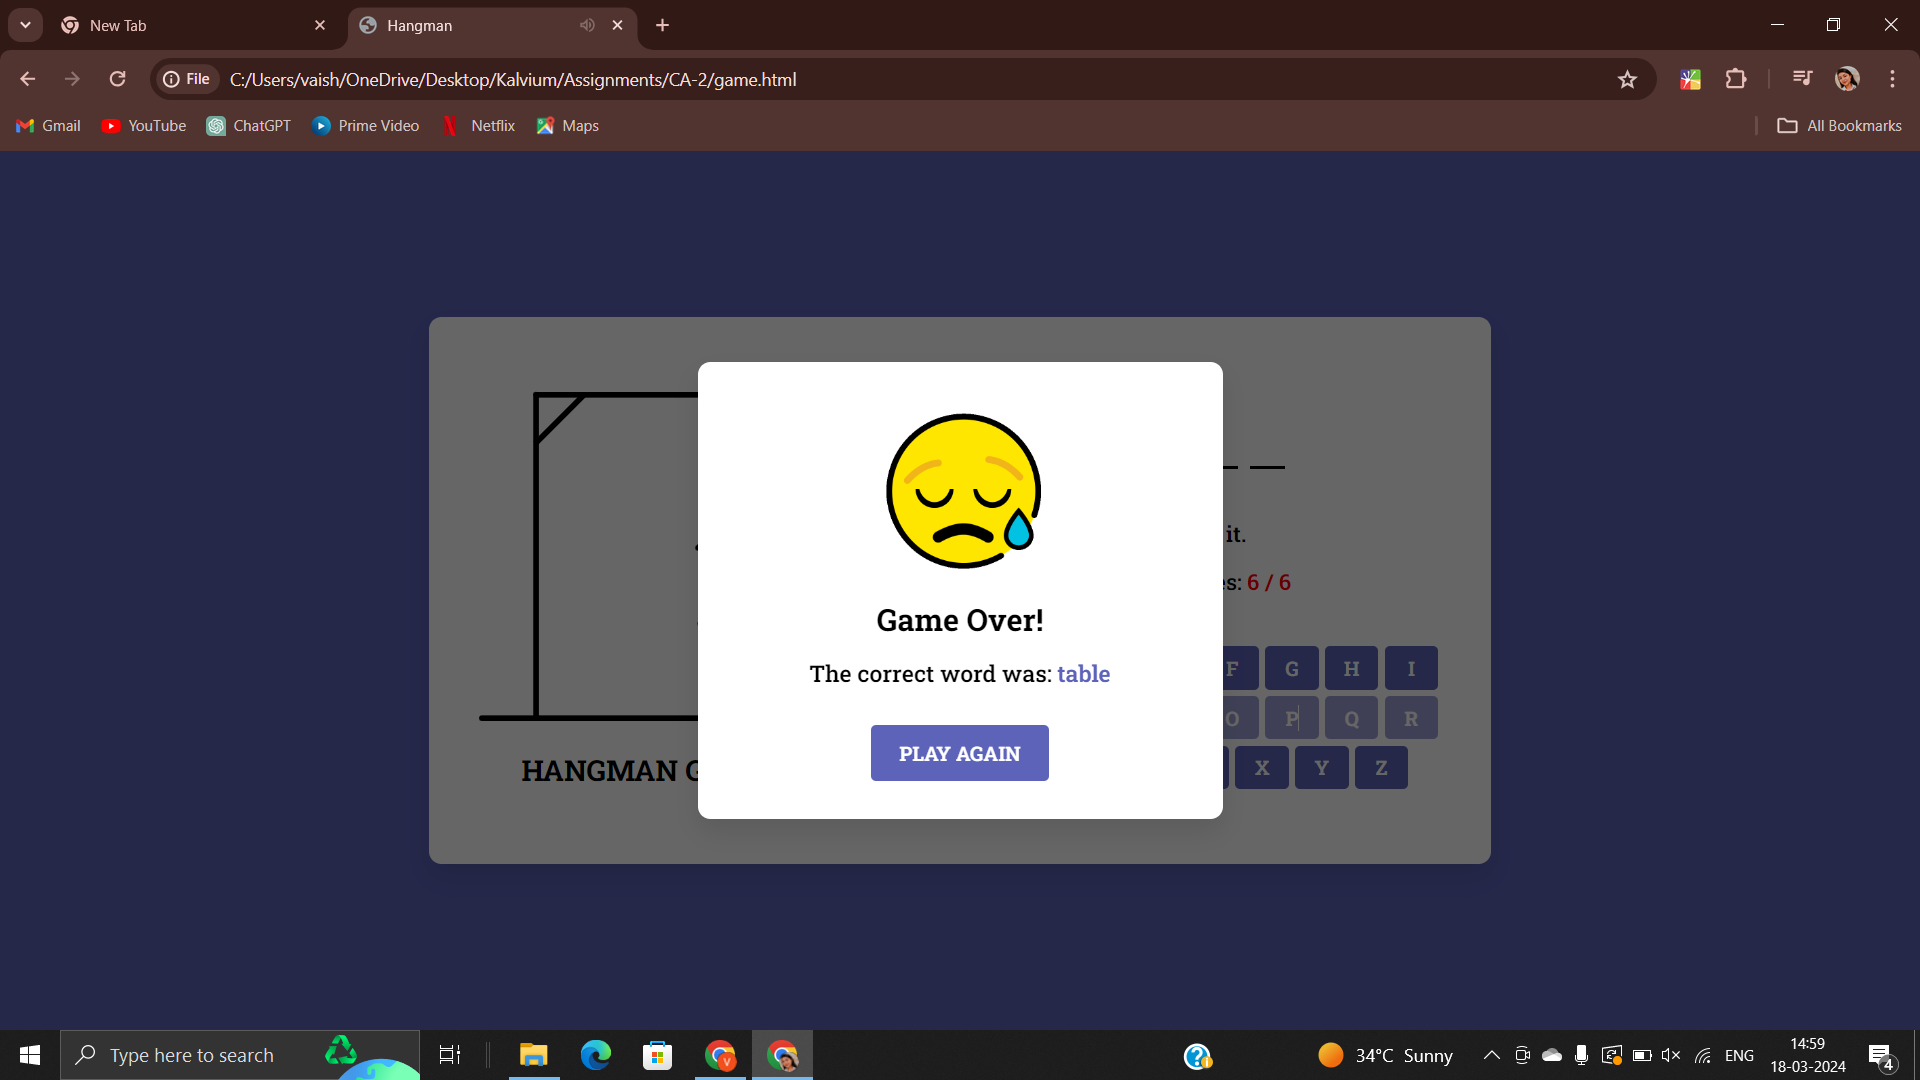 New Tab
Hangman
File
C:/Users/vaish/OneDrive/Desktop/Kalvium/Assignments/CA-2/game.html
Gmail
YouTube
ChatGPT
Prime Video
Netflix
Maps
All Bookmarks
it.
6 / 6
Game Over!
The correct word was: table
PLAY AGAIN
HANGMAN G
F G H I
O P Q R
X Y Z
Type here to search
34°C Sunny
ENG
14:59
18-03-2024
4